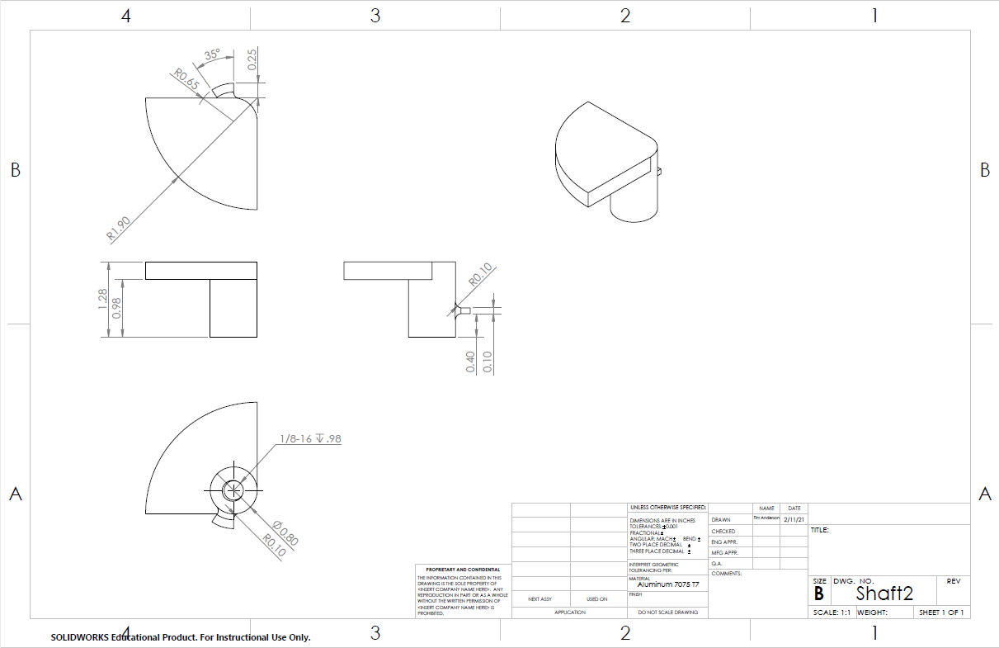 4
3
2
1
35°
0.25
R0.65
B
B
R1.90
R0.10
1.28
0.98
0.40
0.10
1/8-16 ↧.98
A
A
⌀0.80
R0.10
UNLESS OTHERWISE SPECIFIED:
NAME
DATE
DIMENSIONS ARE IN INCHES
TOLERANCES:±0.001
FRACTIONAL±
ANGULAR: MACH± BEND ±
TWO PLACE DECIMAL ±
THREE PLACE DECIMAL ±
DRAWN
Tim Anderson
2/11/21
CHECKED
ENG APPR.
MFG APPR.
TITLE:
INTERPRET GEOMETRIC
TOLERANCING PER:
Q.A.
COMMENTS:
MATERIAL
Aluminum 7075 T7
FINISH
PROPRIETARY AND CONFIDENTIAL
THE INFORMATION CONTAINED IN THIS
DRAWING IS THE SOLE PROPERTY OF
<INSERT COMPANY NAME HERE>. ANY
REPRODUCTION IN PART OR AS A WHOLE
WITHOUT THE WRITTEN PERMISSION OF
<INSERT COMPANY NAME HERE> IS
PROHIBITED.
NEXT ASSY
USED ON
APPLICATION
DO NOT SCALE DRAWING
SIZE
B
DWG. NO.
Shaft2
REV
SCALE: 1:1
WEIGHT:
SHEET 1 OF 1
SOLIDWORKS Educational Product. For Instructional Use Only.
4
3
2
1